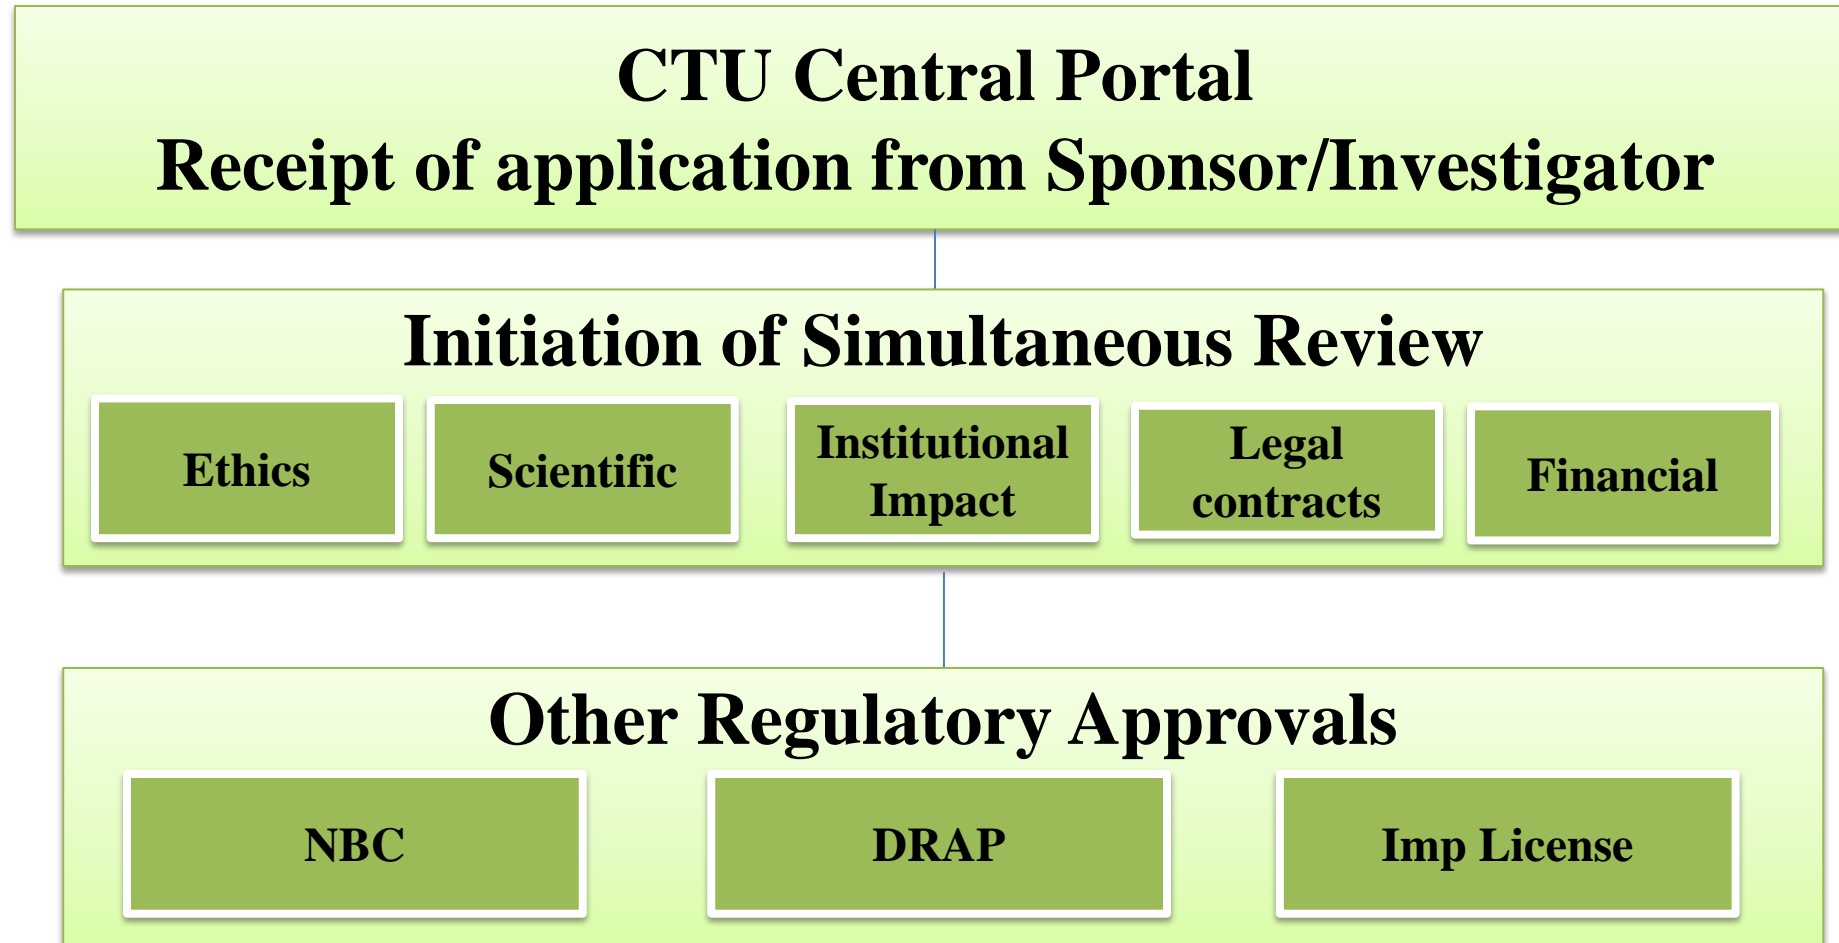 CTU Central Portal
Receipt of application from Sponsor/Investigator
Initiation of Simultaneous Review
Ethics
Scientific
Institutional
Impact
Legal
contracts
Financial
Other Regulatory Approvals
NBC
DRAP
Imp License